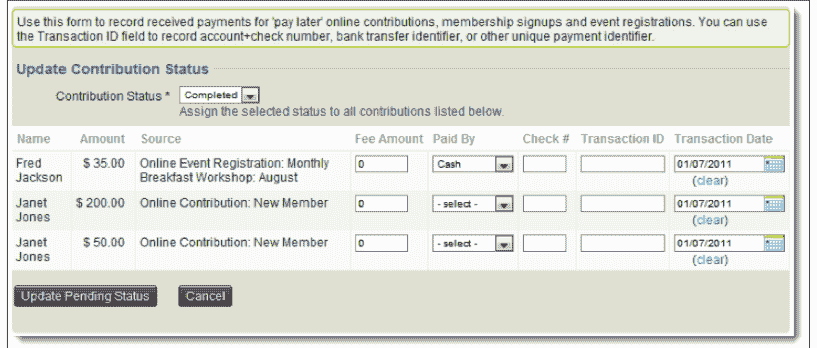 Use this form to record received payments for 'pay later' online contributions, membership signups and event registrations. You can use
the Transaction ID field to record account+check number, bank transfer identifier, or other unique payment identifier.
Update Contribution Status
Contribution Status * Completed
Assign the selected status to all contributions listed below.
Name Amount Source Fee Amount Paid By Check # Transaction ID Transaction Date
Fred $ 35.00 Online Event Registration: Monthly 0 Cash 01/07/2011
Jackson Breakfast Workshop: August (clear)
Janet $ 200.00 Online Contribution: New Member 0 - select - 01/07/2011
Jones (clear)
Janet $ 50.00 Online Contribution: New Member 0 - select - 01/07/2011
Jones (clear)
Update Pending Status Cancel